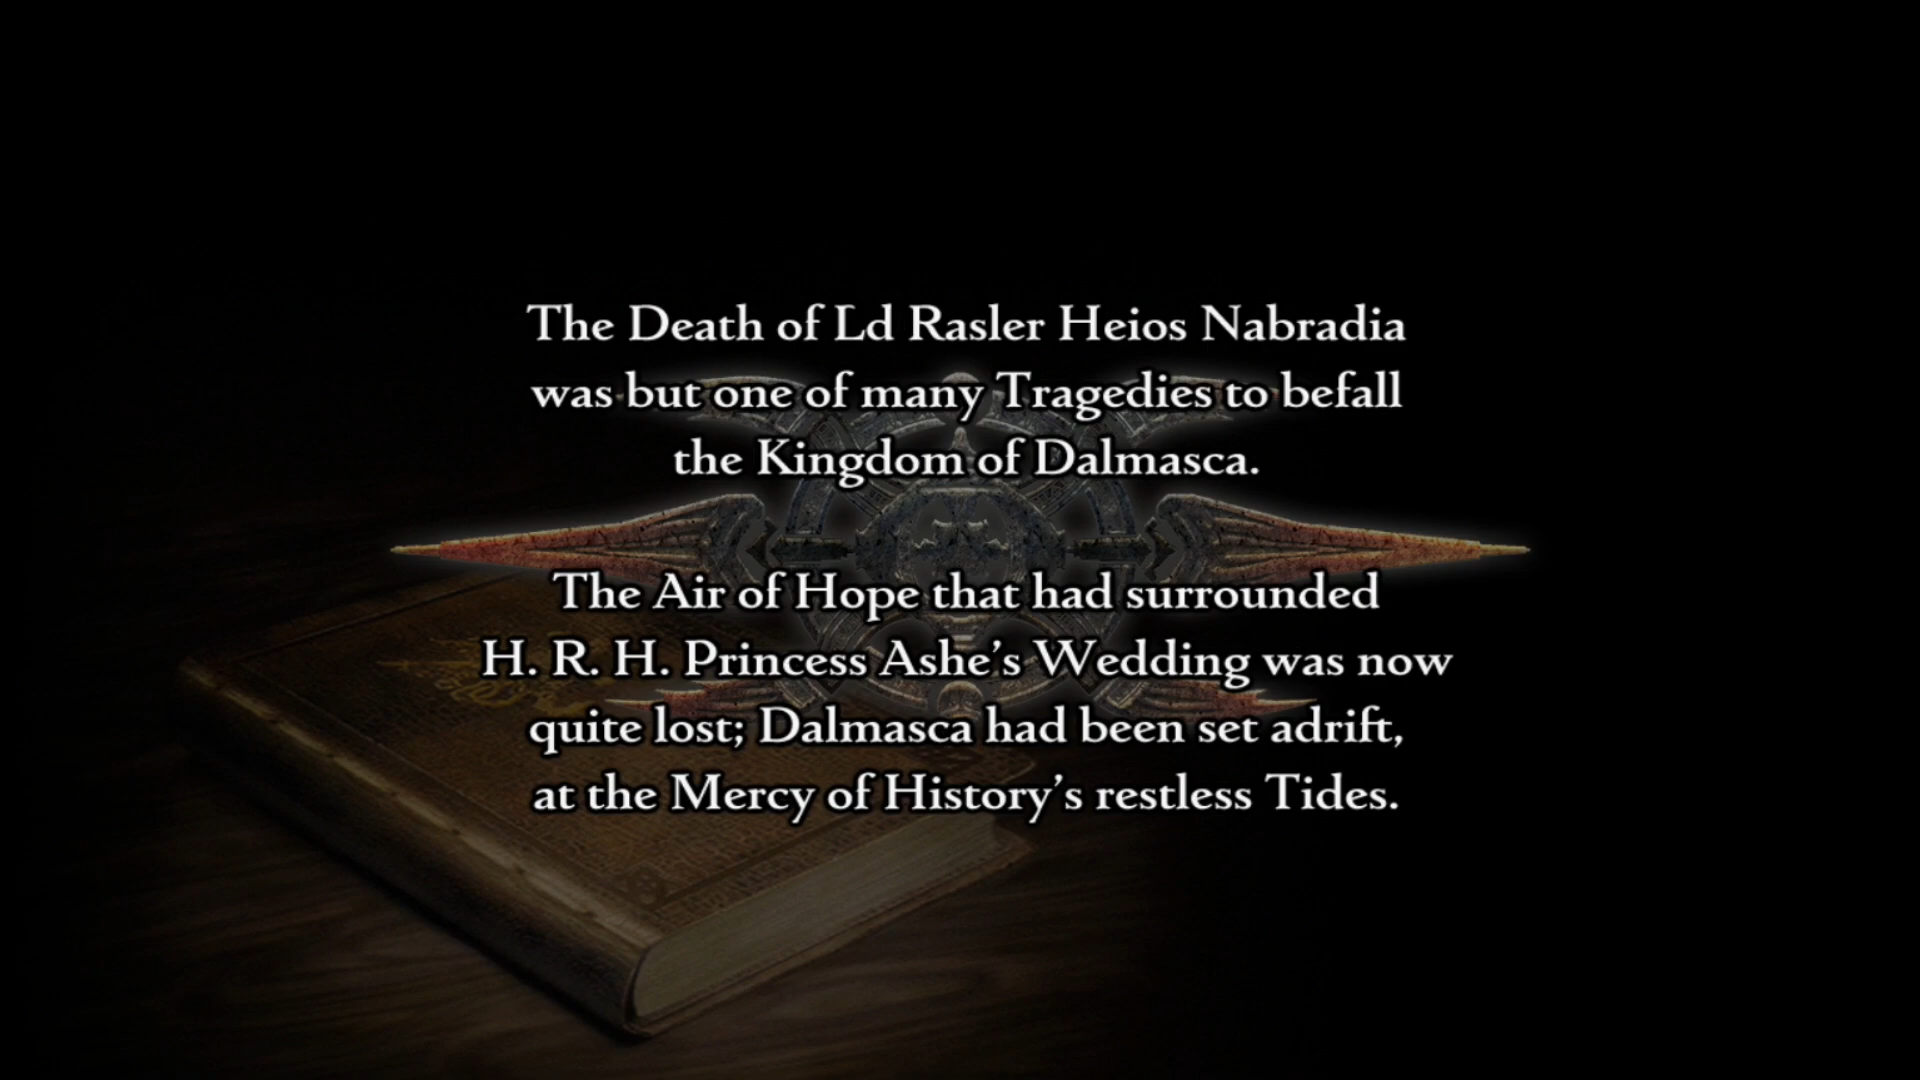 The Death of Ld Rasler Heios Nabradia
was but one of many Tragedies to befall
the Kingdom of Dalmasca.
The Air of Hope that had surrounded
H. R. H. Princess Ashe's Wedding was now
quite lost; Dalmasca had been set adrift,
at the Mercy of History's restless Tides.